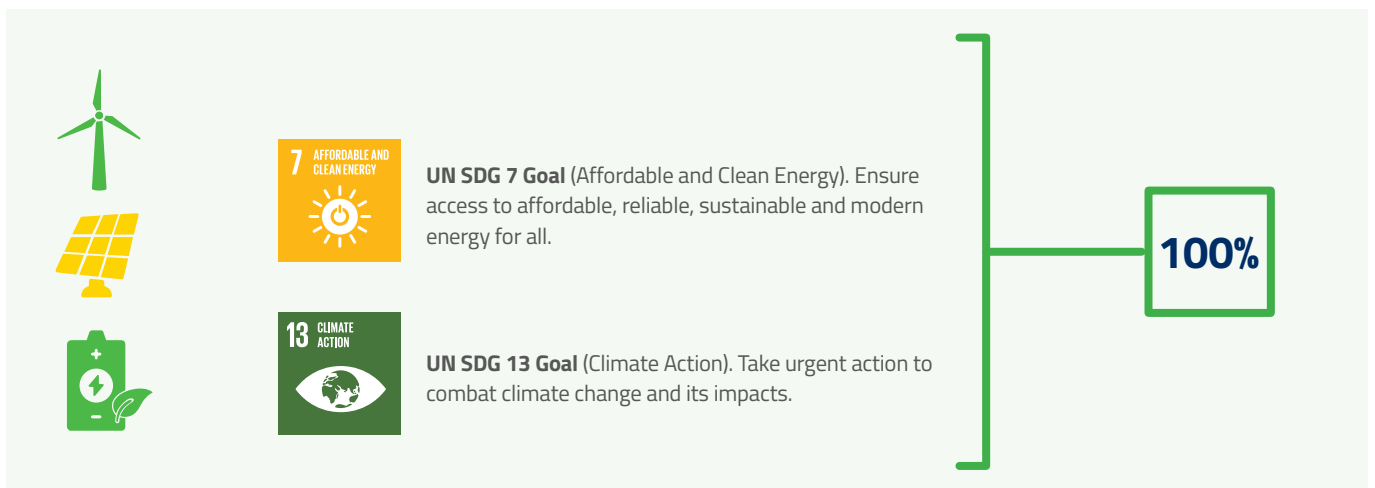 7 AFFORDABLE AND
CLEAN ENERGY
UN SDG 7 Goal (Affordable and Clean Energy). Ensure
access to affordable, reliable, sustainable and modern
energy for all.
13 CLIMATE
ACTION
UN SDG 13 Goal (Climate Action). Take urgent action to
combat climate change and its impacts.
100%